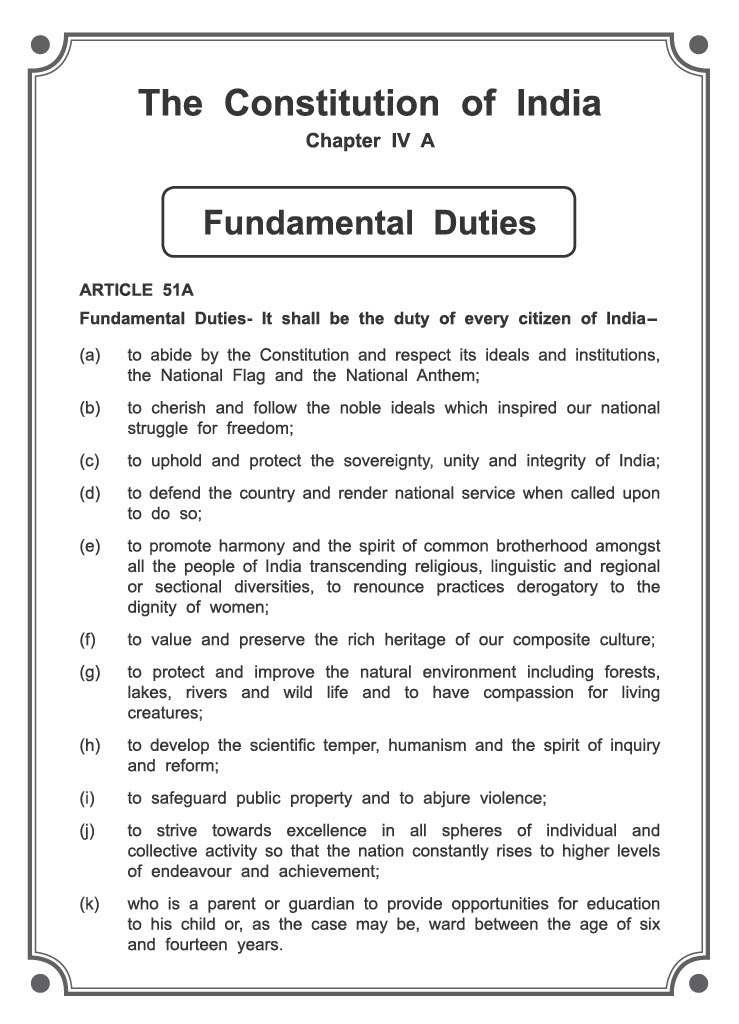 The Constitution of India
Chapter IV A
Fundamental Duties
ARTICLE 51A
Fundamental Duties- It shall be the duty of every citizen of India–
(a) to abide by the Constitution and respect its ideals and institutions,
the National Flag and the National Anthem;
(b) to cherish and follow the noble ideals which inspired our national
struggle for freedom;
(c) to uphold and protect the sovereignty, unity and integrity of India;
(d) to defend the country and render national service when called upon
to do so;
(e) to promote harmony and the spirit of common brotherhood amongst
all the people of India transcending religious, linguistic and regional
or sectional diversities, to renounce practices derogatory to the
dignity of women;
(f) to value and preserve the rich heritage of our composite culture;
(g) to protect and improve the natural environment including forests,
lakes, rivers and wild life and to have compassion for living
creatures;
(h) to develop the scientific temper, humanism and the spirit of inquiry
and reform;
(i) to safeguard public property and to abjure violence;
(j) to strive towards excellence in all spheres of individual and
collective activity so that the nation constantly rises to higher levels
of endeavour and achievement;
(k) who is a parent or guardian to provide opportunities for education
to his child or, as the case may be, ward between the age of six
and fourteen years.